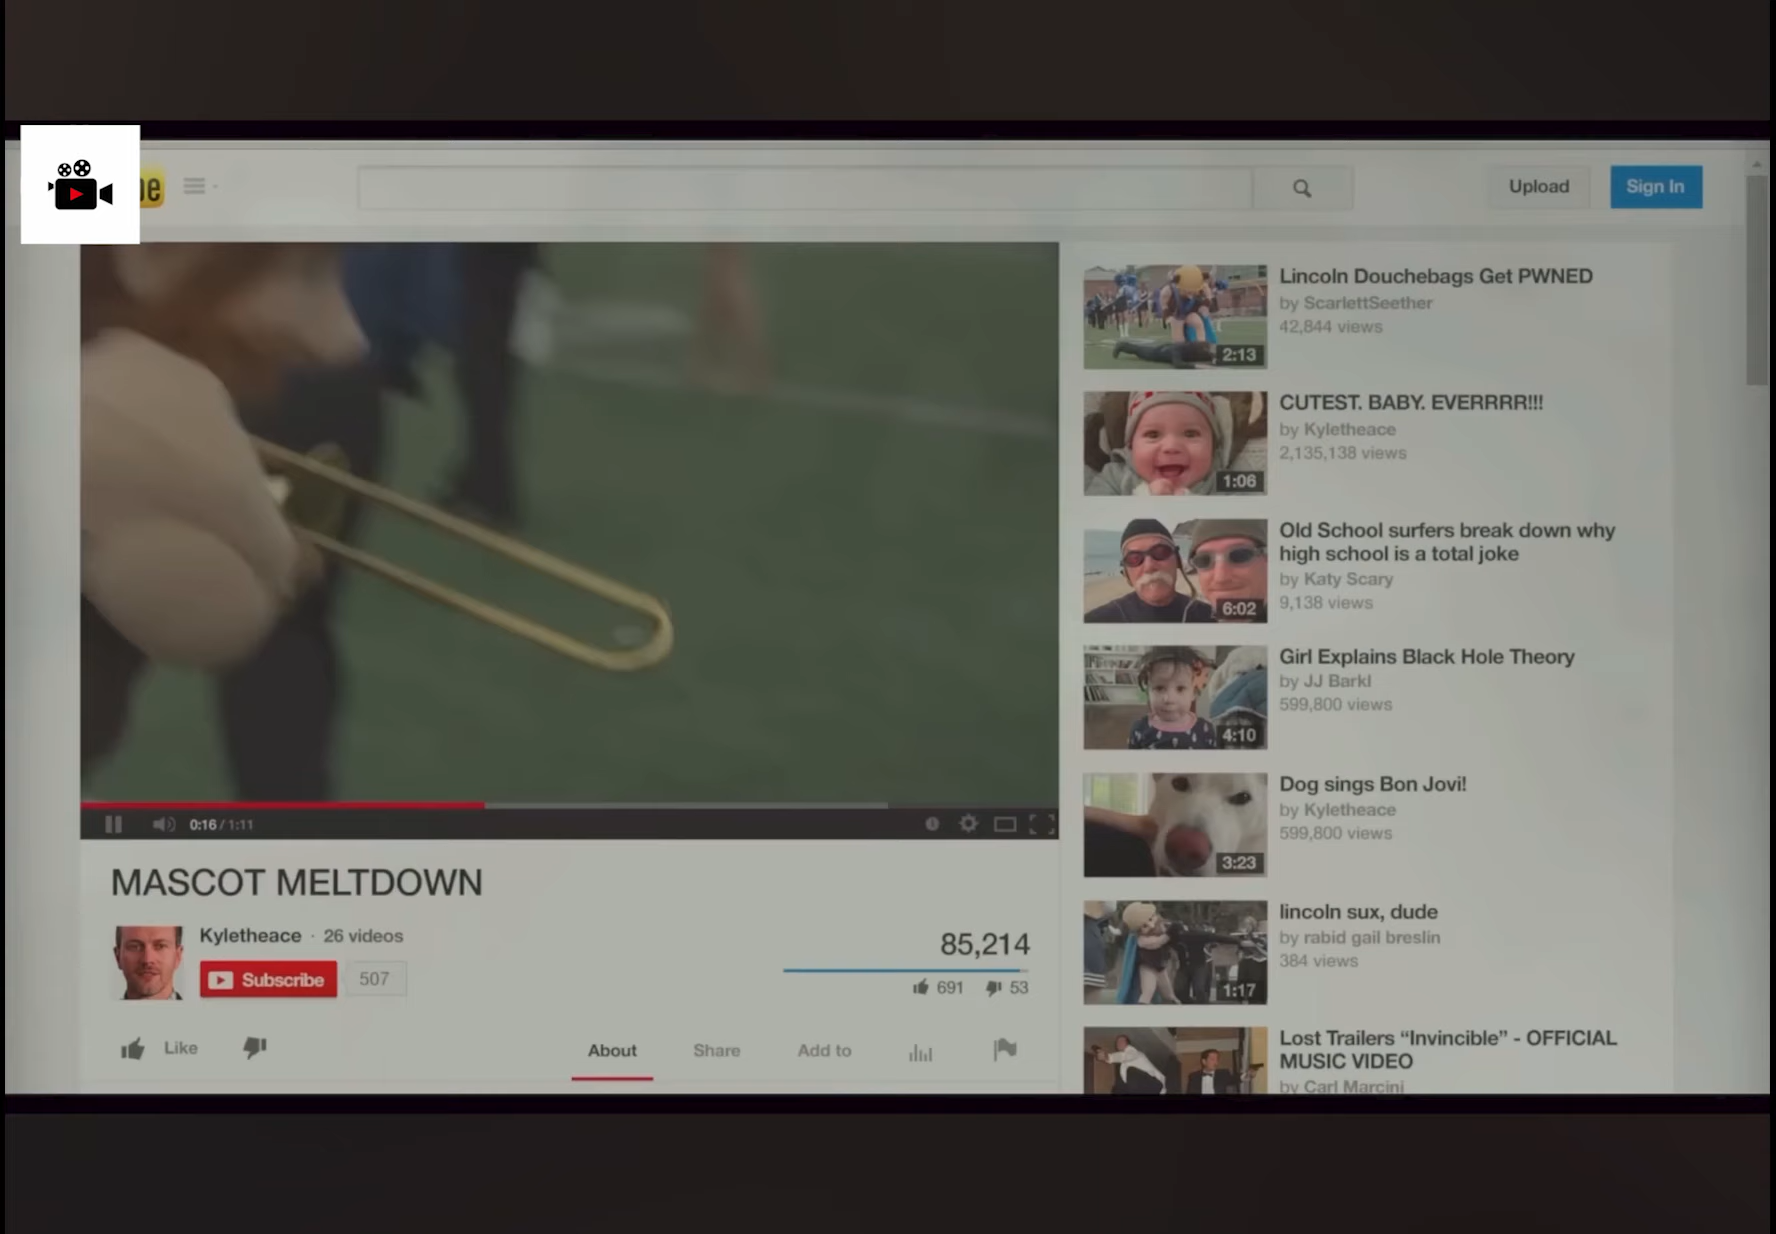 be
Upload
Sign In
0:16 / 1:11
MASCOT MELTDOWN
Kyletheace · 26 videos
Subscribe
507
85,214
691
53
Like
About
Share
Add to
Lincoln Douchebags Get PWNED
by ScarlettSeether
42,844 views
2:13
CUTEST. BABY. EVERRRR!!!
by Kyletheace
2,135,138 views
1:06
Old School surfers break down why
high school is a total joke
by Katy Scary
9,138 views
6:02
Girl Explains Black Hole Theory
by JJ Barkl
599,800 views
4:10
Dog sings Bon Jovi!
by Kyletheace
599,800 views
3:23
lincoln sux, dude
by rabid gail breslin
384 views
1:17
Lost Trailers “Invincible” - OFFICIAL
MUSIC VIDEO
by Carl Marcini